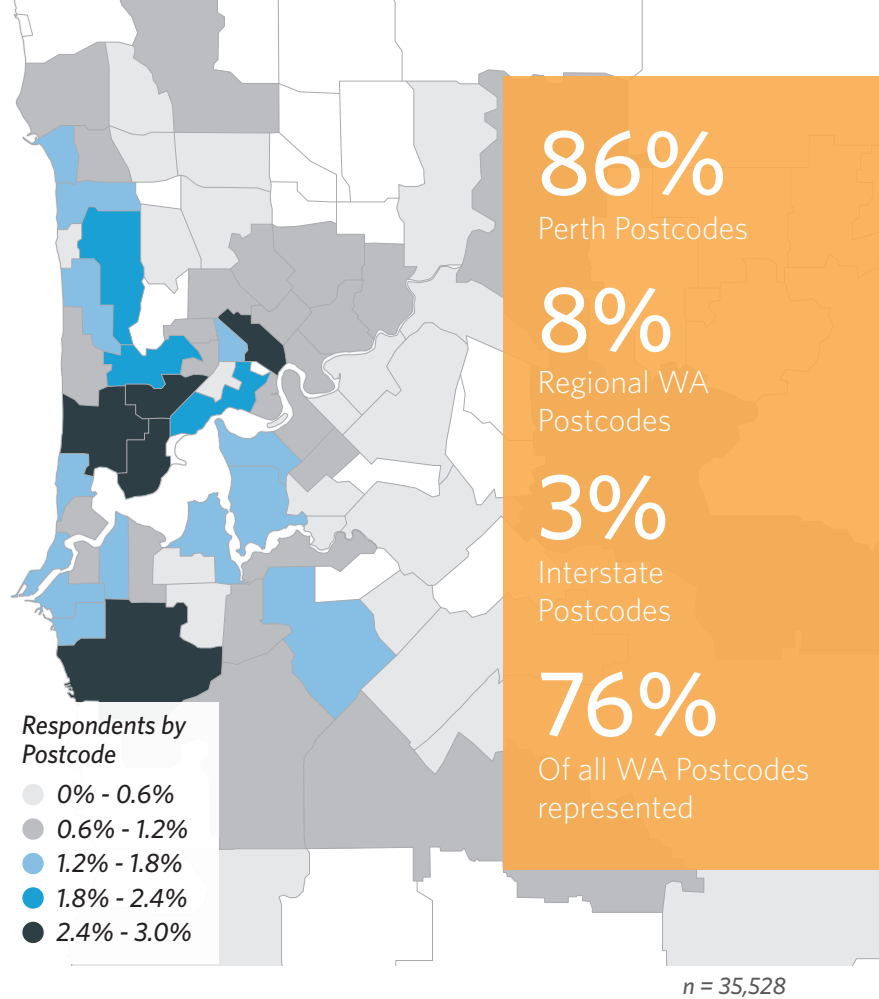 86%
Perth Postcodes
8%
Regional WA
Postcodes
3%
Interstate
Postcodes
76%
Of all WA Postcodes
represented
Respondents by
Postcode
0% - 0.6%
0.6% - 1.2%
1.2% - 1.8%
1.8% - 2.4%
2.4% - 3.0%
n = 35,528